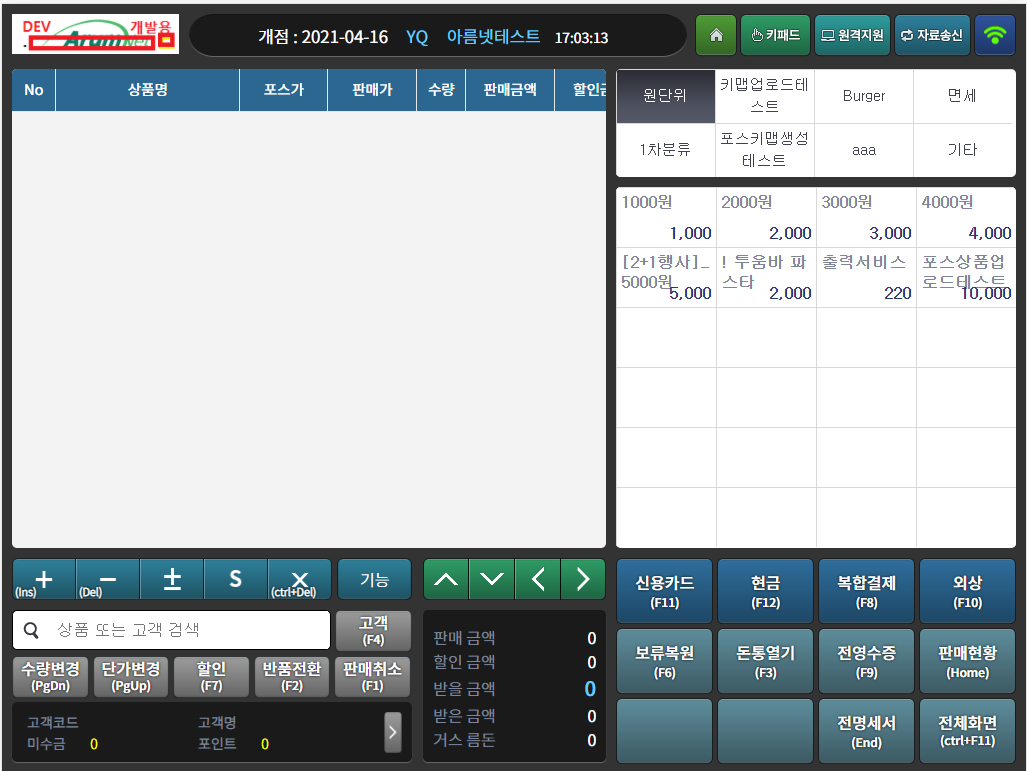 DEV 개발용
ArumNET
개점 : 2021-04-16 YQ 아름넷테스트 17:03:13
키패드 원격지원 자료송신
No 상품명 포스가 판매가 수량 판매금액 할인금
원단위 키맵업로드테 Burger 면세
스트
1차분류 포스키맵생성 aaa 기타
테스트
1000원 2000원 3000원 4000원
1,000 2,000 3,000 4,000
[2+1행사]_ ! 투움바 파 출력서비스 포스상품업
5000원 스타 로드테스트
5,000 2,000 220 10,000
+ − ± S X 기능
(Ins) (Del) (ctrl+Del)
상품 또는 고객 검색
고객
(F4)
수량변경 단가변경 할인 반품전환 판매취소
(PgDn) (PgUp) (F7) (F2) (F1)
고객코드 고객명
미수금 0 포인트 0
판매 금액 0
할인 금액 0
받을 금액 0
받은 금액 0
거스 름돈 0
신용카드 현금 복합결제 외상
(F11) (F12) (F8) (F10)
보류복원 돈통열기 전영수증 판매현황
(F6) (F3) (F9) (Home)
전명세서 전체화면
(End) (ctrl+F11)